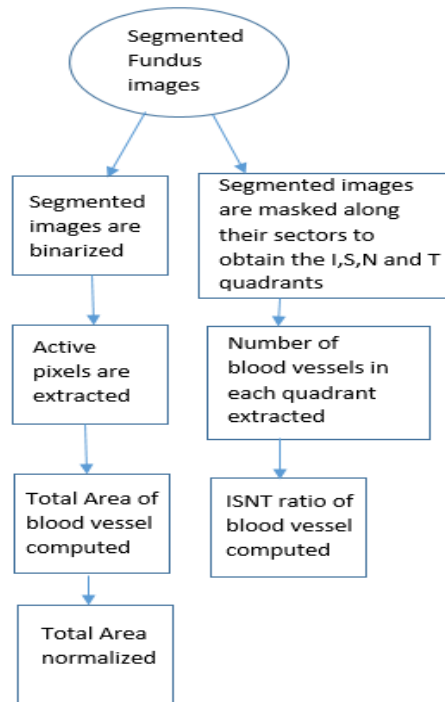 Segmented
Fundus
images
Segmented
images are
binarized
Active
pixels are
extracted
Total Area of
blood vessel
computed
Total Area
normalized
Segmented images
are masked along
their sectors to
obtain the I,S,N and T
quadrants
Number of
blood vessels in
each quadrant
extracted
ISNT ratio of
blood vessel
computed